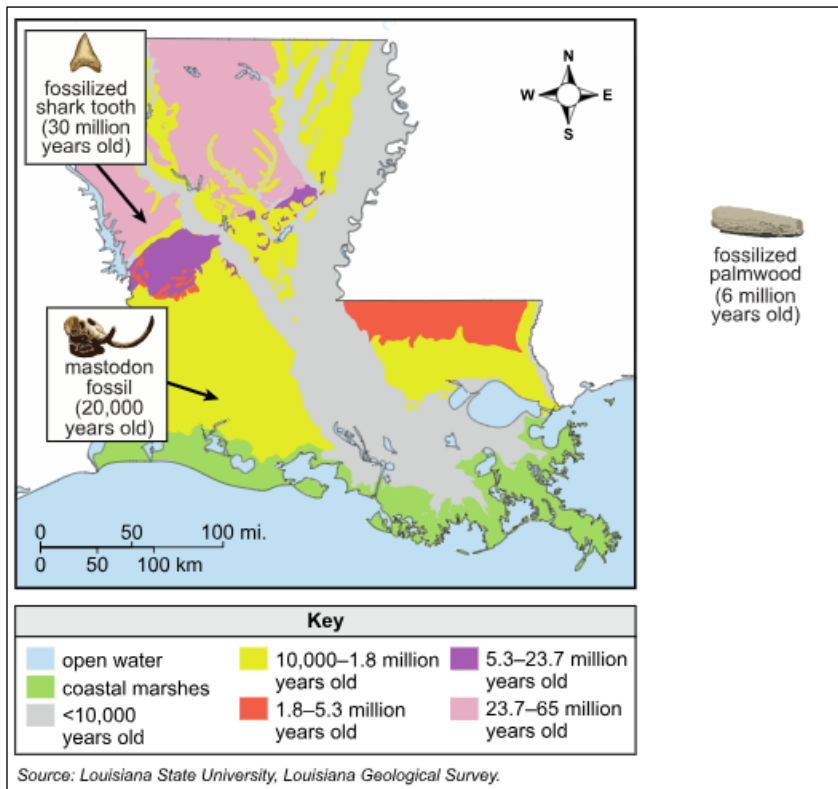 fossilized
shark tooth
(30 million
years old)
N
W E
S
fossilized
palmwood
(6 million
years old)
mastodon
fossil
(20,000
years old)
0 50 100 mi.
0 50 100 km
Key
open water
coastal marshes
<10,000
years old
10,000–1.8 million
years old
1.8–5.3 million
years old
5.3–23.7 million
years old
23.7–65 million
years old
Source: Louisiana State University, Louisiana Geological Survey.